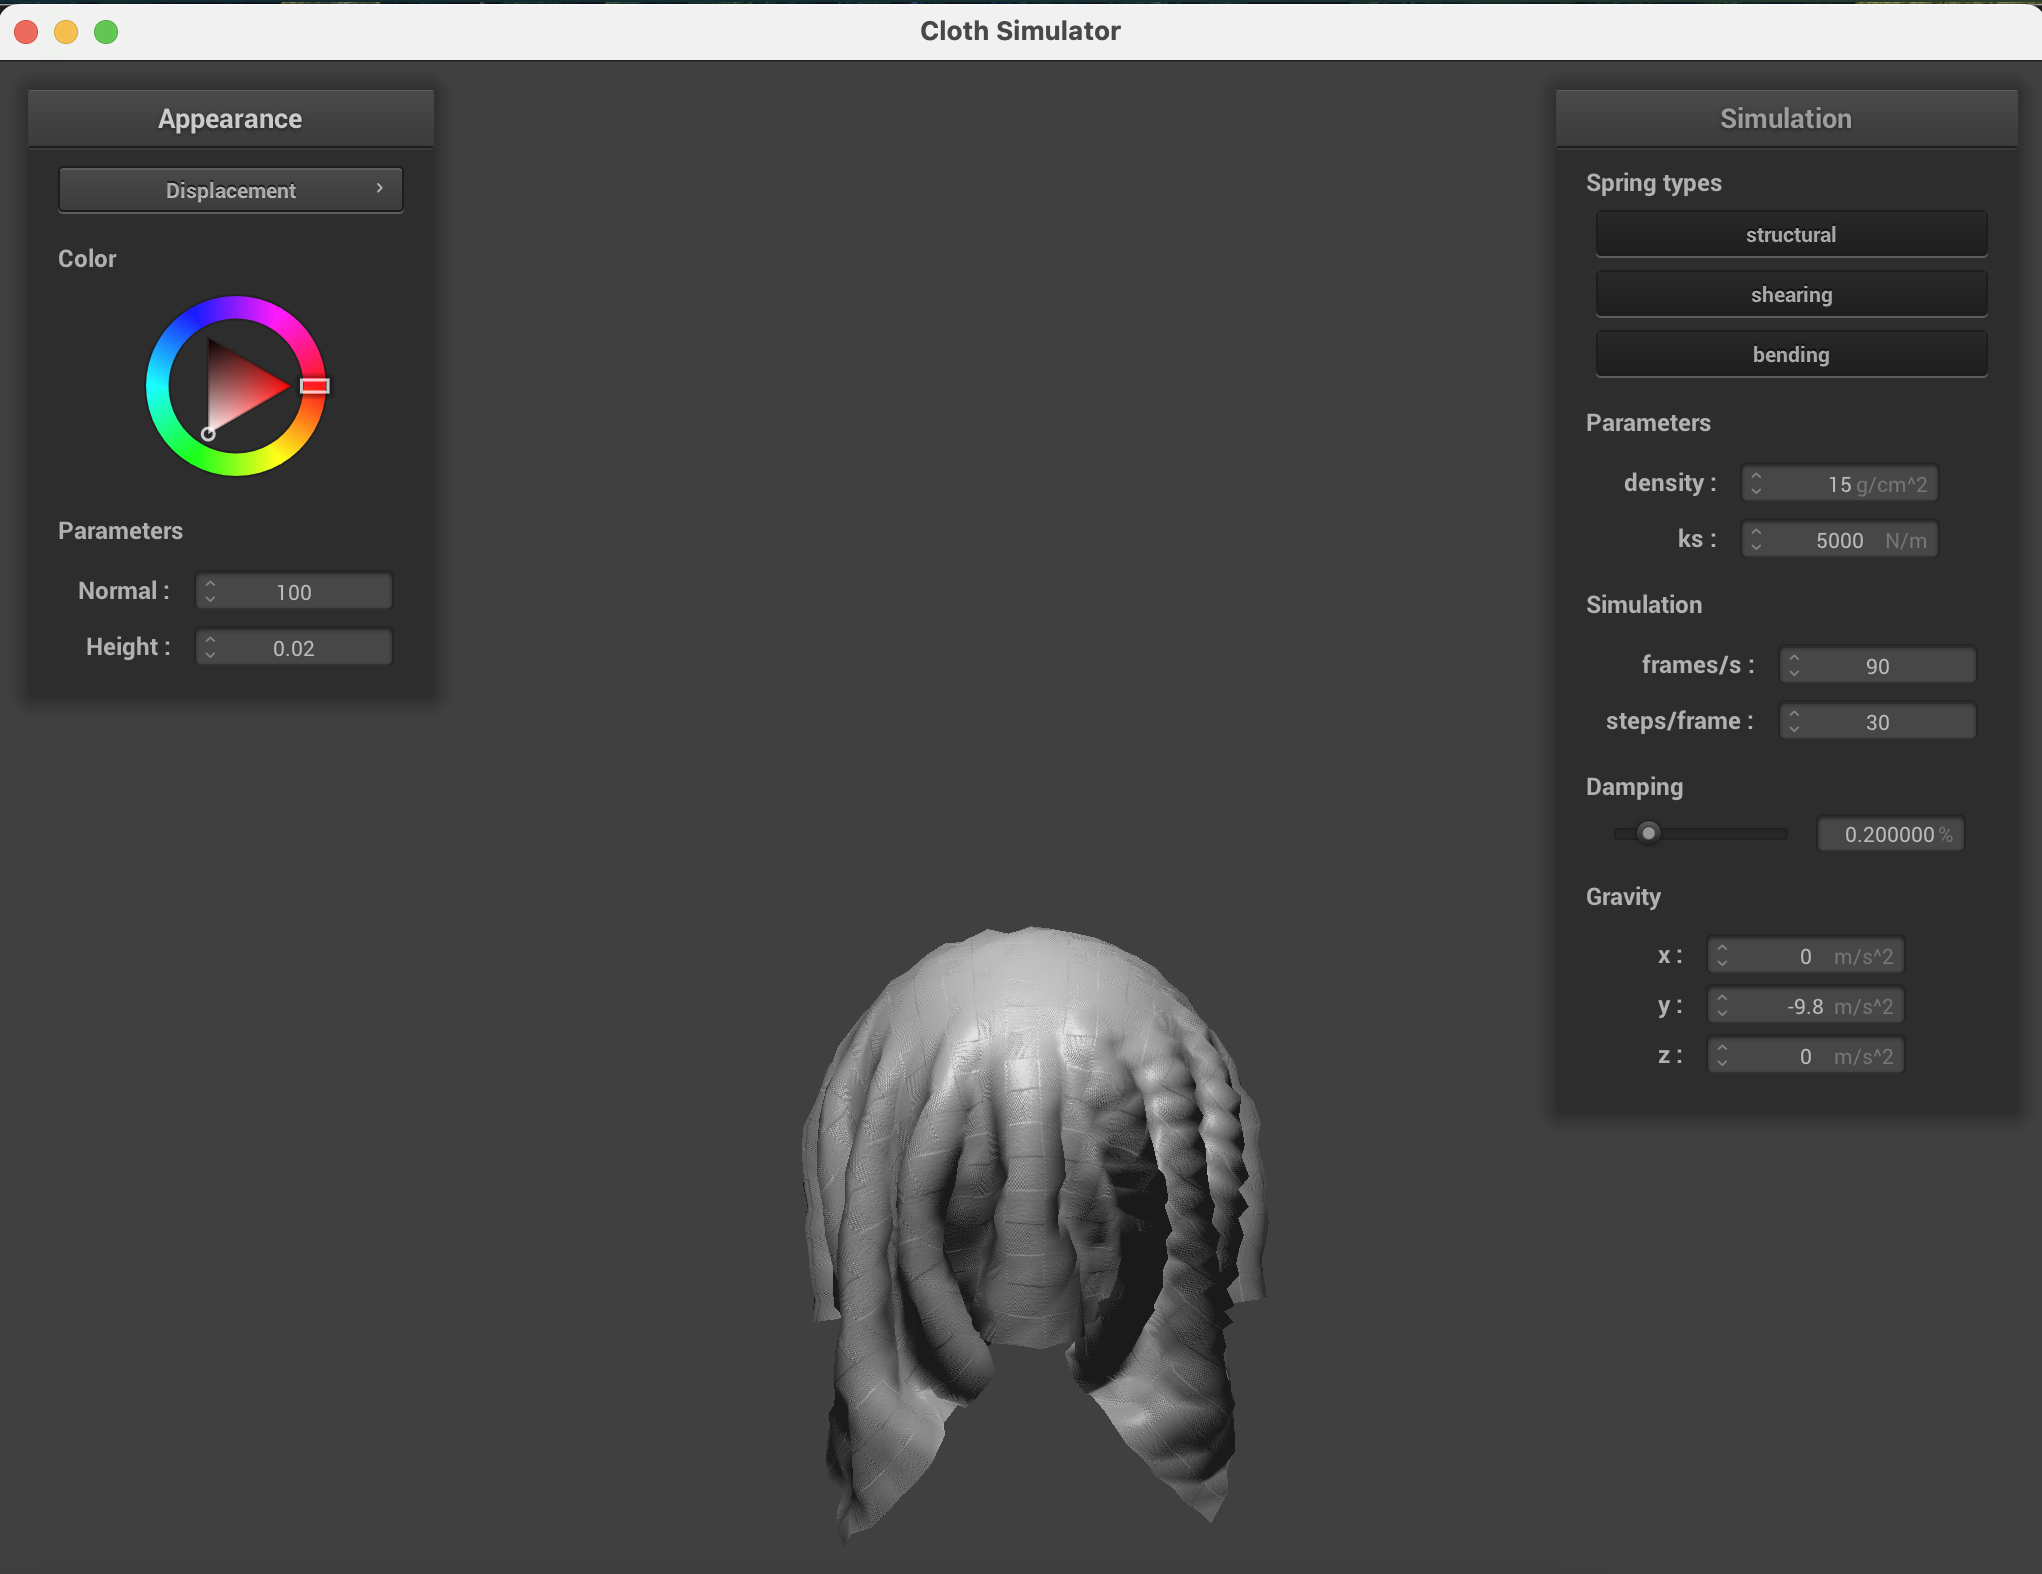 Cloth Simulator
Appearance
Displacement
Color
Parameters
Normal : 100
Height : 0.02
Simulation
Spring types
structural
shearing
bending
Parameters
density : 15 g/cm^2
ks : 5000 N/m
Simulation
frames/s : 90
steps/frame : 30
Damping
0.200000 %
Gravity
x : 0 m/s^2
y : -9.8 m/s^2
z : 0 m/s^2